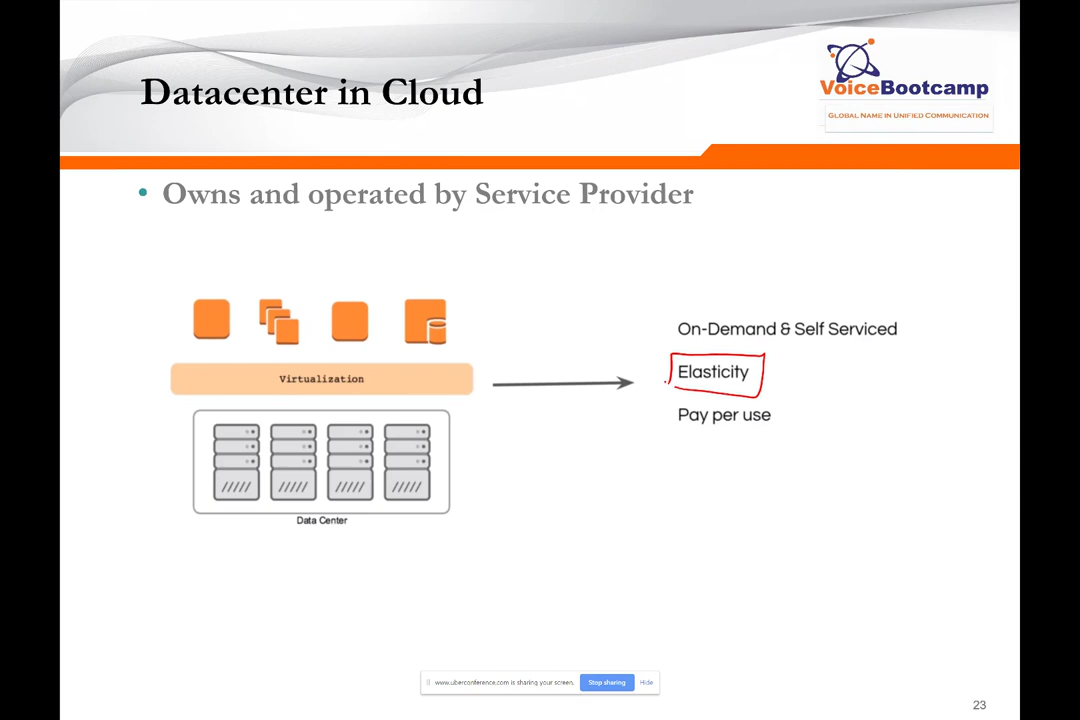 Datacenter in Cloud
VoiceBootcamp
GLOBAL NAME IN UNIFIED COMMUNICATION
• Owns and operated by Service Provider
Virtualization
Data Center
On-Demand & Self Serviced
Elasticity
Pay per use
www.uberconference.com is sharing your screen. Stop sharing Hide
23